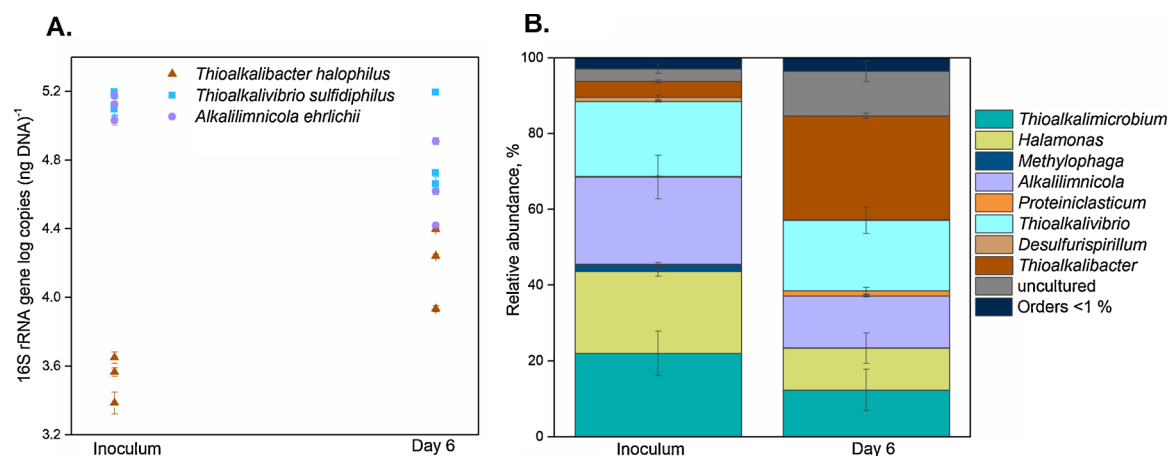 A.
Thioalkalibacter halophilus
Thioalkalivibrio sulfidiphilus
Alkalilimnicola ehrlichii
16S rRNA gene log copies (ng DNA)-1
5.2
4.8
4.4
4.0
3.6
3.2
Inoculum
Day 6
B.
Relative abundance, %
100
80
60
40
20
0
Inoculum
Day 6
Thioalkalimicrobium
Halamonas
Methylophaga
Alkalilimnicola
Proteiniclasticum
Thioalkalivibrio
Desulfurispirillum
Thioalkalibacter
uncultured
Orders <1 %